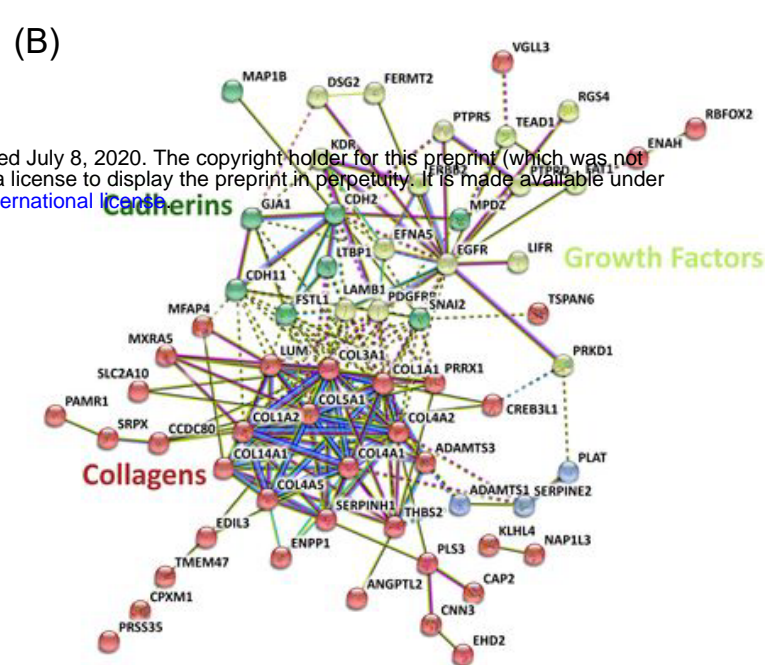 (B)
VGLL3
MAP1B
DSG2
FERMT2
RGS4
PTPRS
TEAD1
RBFOX2
ENAH
KDR
ed July 8, 2020. The copyright holder for this preprint (which was not
ERBB2
PTPRD
FAT1
a license to display the preprint in perpetuity. It is made available under
ernational license.
Cadherins
GJA1
CDH2
MPDZ
EFNA5
EGFR
LIFR
Growth Factors
LTBP1
CDH11
LAMB1
PDGFRB
FSTL1
SNAI2
TSPAN6
MFAP4
MXRA5
LUM
COL3A1
PRKD1
SLC2A10
COL1A1
PRRX1
COL5A1
CREB3L1
PAMR1
COL1A2
COL4A2
SRPX
CCDC80
COL14A1
COL4A1
ADAMTS3
PLAT
Collagens
COL4A5
ADAMTS1
SERPINE2
SERPINH1
THBS2
EDIL3
KLHL4
NAP1L3
ENPP1
TMEM47
PLS3
ANGPTL2
CAP2
CPXM1
CNN3
PRSS35
EHD2